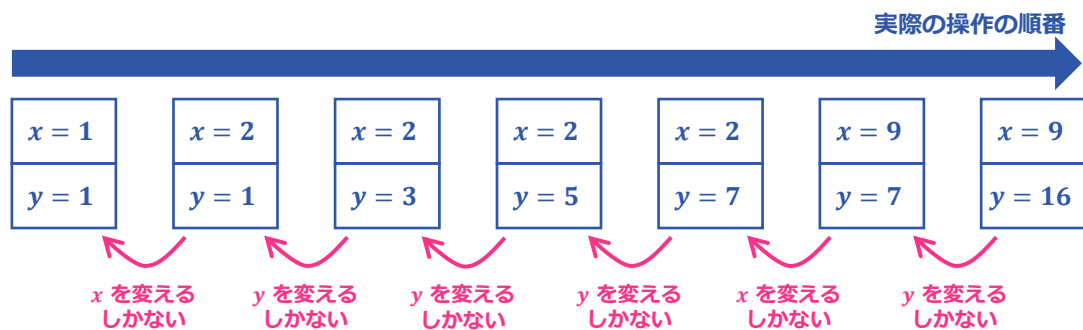 実際の操作の順番
x = 1
x = 2
x = 2
x = 2
x = 2
x = 9
x = 9
y = 1
y = 1
y = 3
y = 5
y = 7
y = 7
y = 16
x を変える
しかない
y を変える
しかない
y を変える
しかない
y を変える
しかない
x を変える
しかない
y を変える
しかない